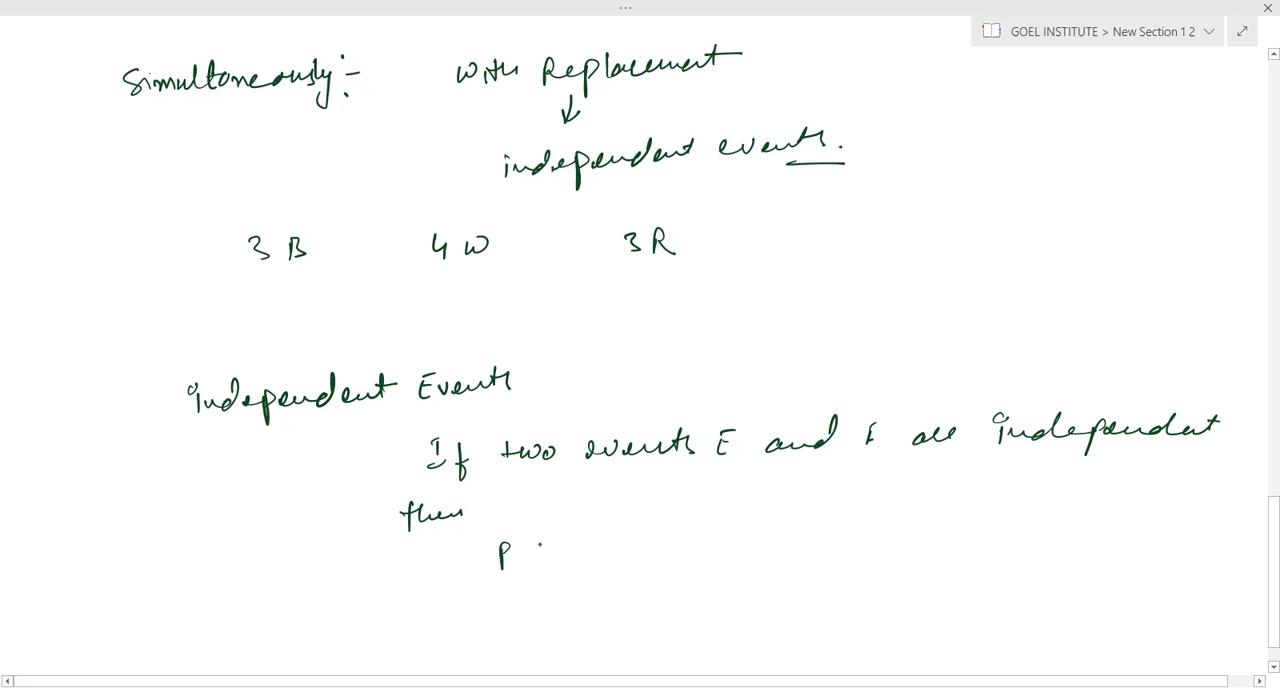 GOEL INSTITUTE > New Section 1 2
Simultaneously :- With Replacement
independent events.
3 B 4 W 3 R
Independent Events
If two events E and F are independent
then
P